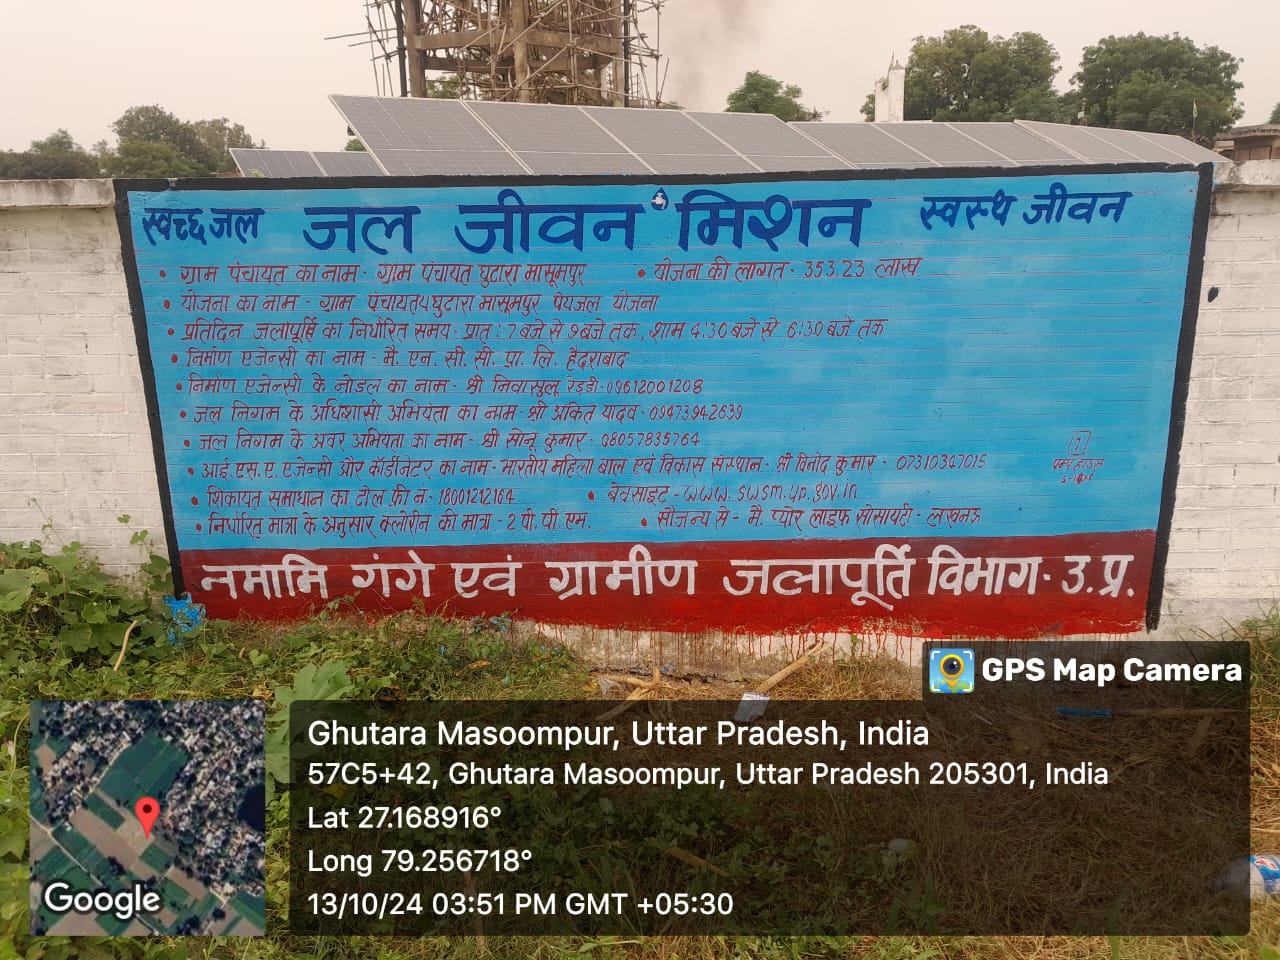 स्वच्छ जल जल जीवन मिशन स्वस्थ जीवन
• ग्राम पंचायत का नाम - ग्राम पंचायत घुटारा मासूमपुर • योजना की लागत - 353.23 लाख
• योजना का नाम - ग्राम पंचायत घुटारा मासूमपुर पेयजल योजना
• प्रतिदिन जलापूर्ति का निर्धारित समय - प्रात: 7 बजे से 9 बजे तक, शाम 4:30 बजे से 6:30 बजे तक
• निर्माण एजेन्सी का नाम - मै. एन. सी. सी. प्रा. लि. हैदराबाद
• निर्माण एजेन्सी के नोडल का नाम - श्री निवासुलू रेड्डी - 09612001208
• जल निगम के अधिशासी अभियंता का नाम - श्री अंकित यादव - 09473942639
• जल निगम के अवर अभियंता का नाम - श्री सोनू कुमार - 08057835764
• आई.एस.ए. एजेन्सी और कॉर्डीनेटर का नाम - भारतीय महिला बाल एवं विकास संस्थान - श्री विनोद कुमार - 07310347015
• शिकायत समाधान का टोल फ्री नं - 18001212164 • बेवसाइट - www.swsm.up.gov.in
• निर्धारित मात्रा के अनुसार क्लोरीन की मात्रा - 2 पी. पी. एम. • सौजन्य से - मै. प्योर लाइफ सोसायटी - लखनऊ
नमामि गंगे एवं ग्रामीण जलापूर्ति विभाग - उ.प्र.
GPS Map Camera
Ghutara Masoompur, Uttar Pradesh, India
57C5+42, Ghutara Masoompur, Uttar Pradesh 205301, India
Lat 27.168916°
Long 79.256718°
13/10/24 03:51 PM GMT +05:30
Google